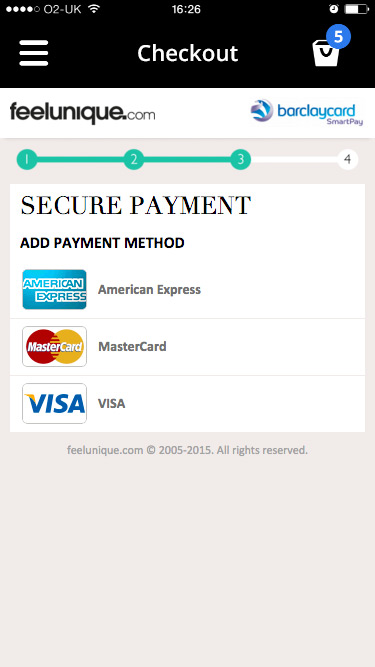 O2-UK 16:26
Checkout 5
feelunique.com barclaycard
SmartPay
1 2 3 4
SECURE PAYMENT
ADD PAYMENT METHOD
AMERICAN
EXPRESS
American Express
MasterCard MasterCard
VISA VISA
feelunique.com © 2005-2015. All rights reserved.